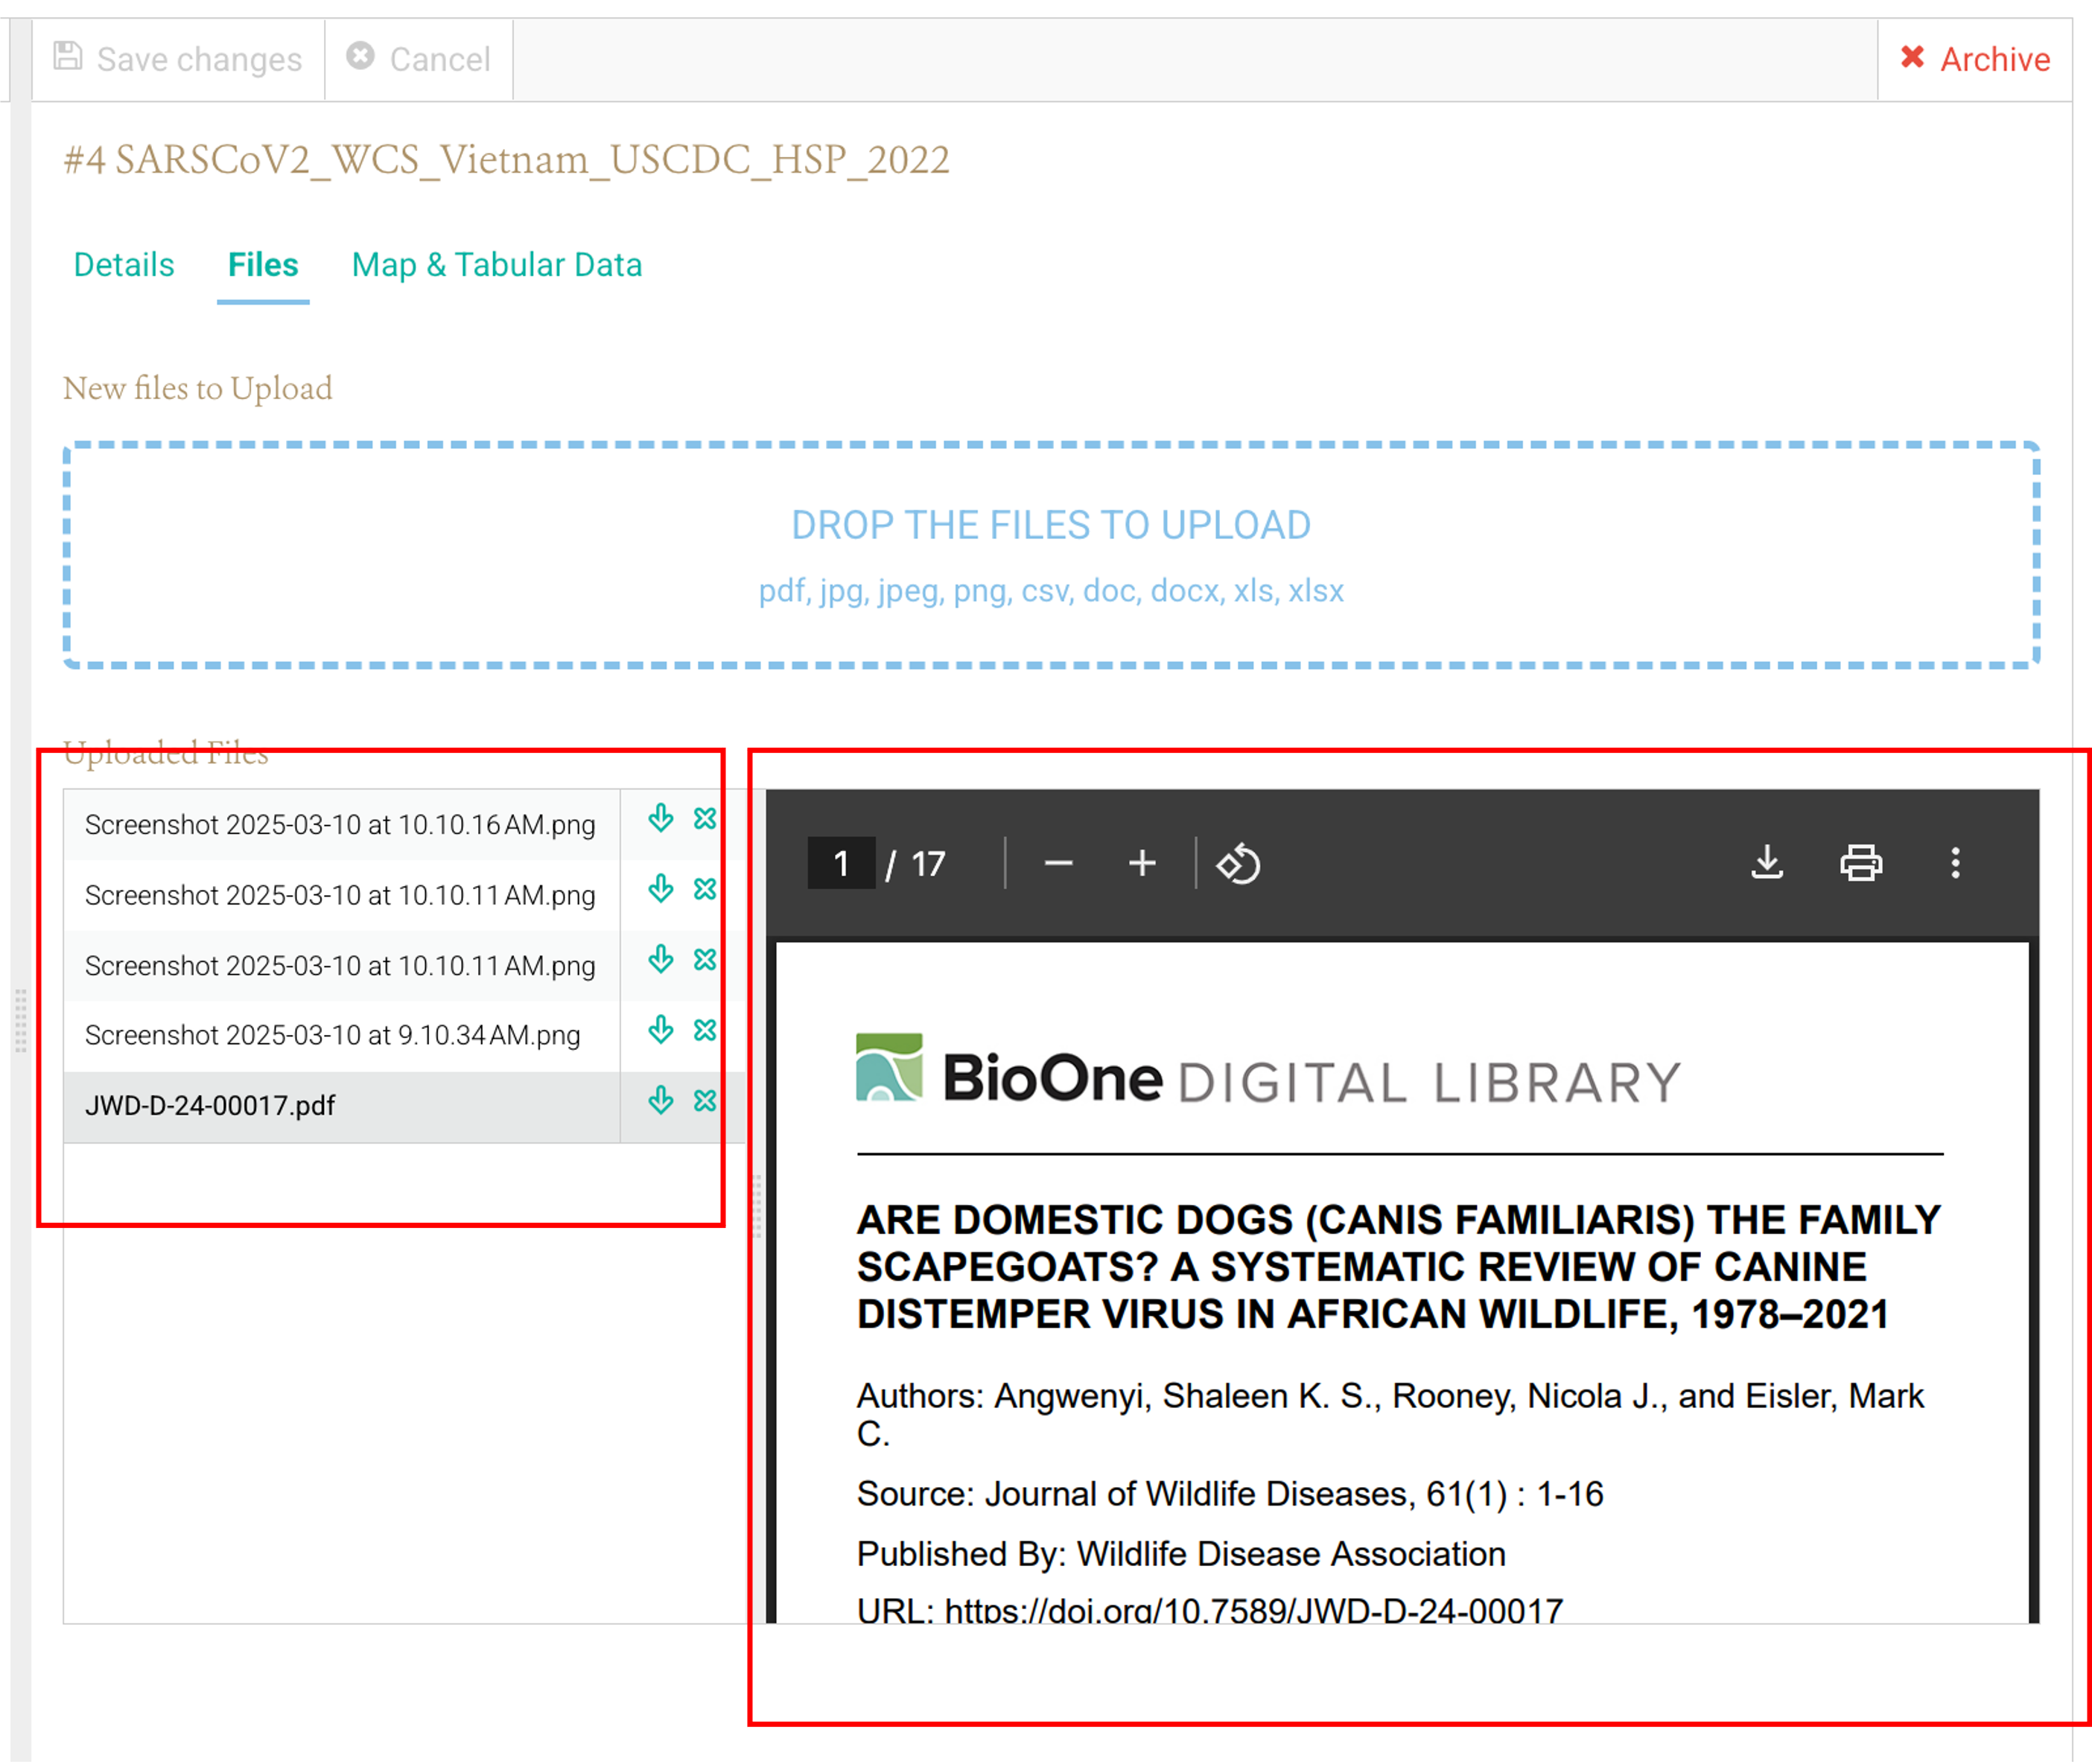 Save changes
Cancel
Archive
#4 SARSCoV2_WCS_Vietnam_USCDC_HSP_2022
Details
Files
Map & Tabular Data
New files to Upload
DROP THE FILES TO UPLOAD
pdf, jpg, jpeg, png, csv, doc, docx, xls, xlsx
Uploaded Files
Screenshot 2025-03-10 at 10.10.16 AM.png
Screenshot 2025-03-10 at 10.10.11 AM.png
Screenshot 2025-03-10 at 10.10.11 AM.png
Screenshot 2025-03-10 at 9.10.34 AM.png
JWD-D-24-00017.pdf
1 / 17
BioOne DIGITAL LIBRARY
ARE DOMESTIC DOGS (CANIS FAMILIARIS) THE FAMILY
SCAPEGOATS? A SYSTEMATIC REVIEW OF CANINE
DISTEMPER VIRUS IN AFRICAN WILDLIFE, 1978–2021
Authors: Angwenyi, Shaleen K. S., Rooney, Nicola J., and Eisler, Mark
C.
Source: Journal of Wildlife Diseases, 61(1) : 1-16
Published By: Wildlife Disease Association
URL: https://doi.org/10.7589/JWD-D-24-00017